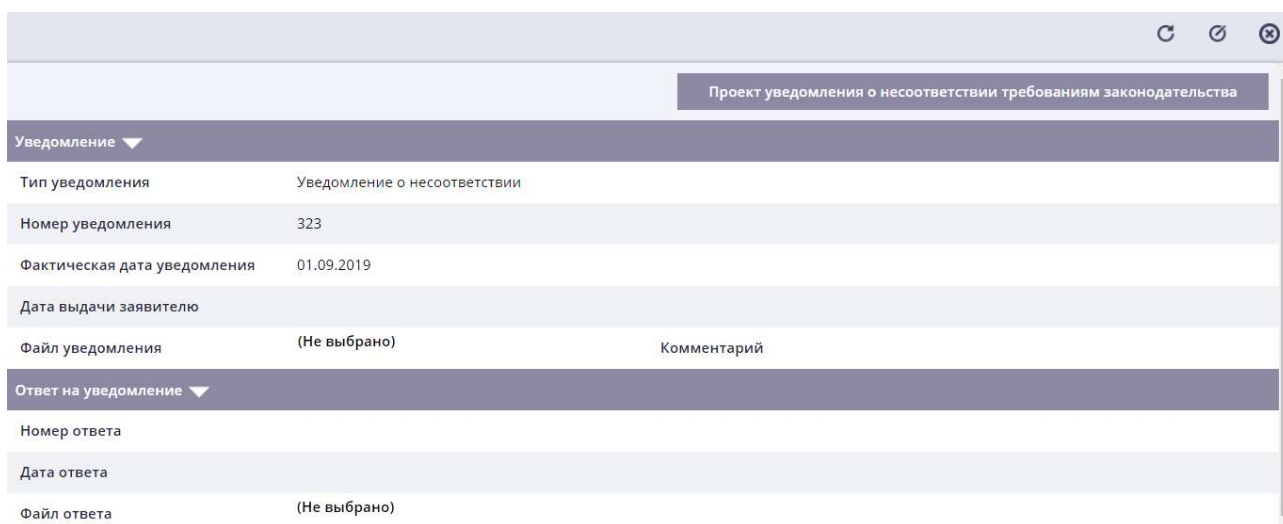 Проект уведомления о несоответствии требованиям законодательства
Уведомление
Тип уведомления Уведомление о несоответствии
Номер уведомления 323
Фактическая дата уведомления 01.09.2019
Дата выдачи заявителю
Файл уведомления (Не выбрано) Комментарий
Ответ на уведомление
Номер ответа
Дата ответа
Файл ответа (Не выбрано)